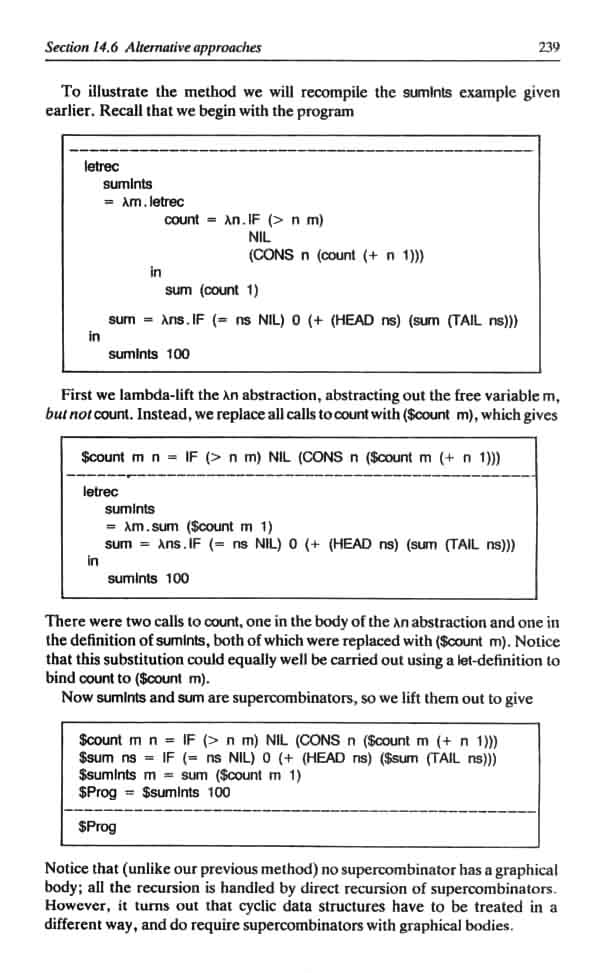 Section 14.6 Alternative approaches 239
To illustrate the method we will recompile the sumInts example given
earlier. Recall that we begin with the program
letrec
sumInts
= λm.letrec
count = λn.IF (> n m)
NIL
(CONS n (count (+ n 1)))
in
sum (count 1)
sum = λns.IF (= ns NIL) 0 (+ (HEAD ns) (sum (TAIL ns)))
in
sumInts 100
First we lambda-lift the λn abstraction, abstracting out the free variable m,
but not count. Instead, we replace all calls to count with ($count m), which gives
$count m n = IF (> n m) NIL (CONS n ($count m (+ n 1)))
letrec
sumInts
= λm.sum ($count m 1)
sum = λns.IF (= ns NIL) 0 (+ (HEAD ns) (sum (TAIL ns)))
in
sumInts 100
There were two calls to count, one in the body of the λn abstraction and one in
the definition of sumInts, both of which were replaced with ($count m). Notice
that this substitution could equally well be carried out using a let-definition to
bind count to ($count m).
Now sumInts and sum are supercombinators, so we lift them out to give
$count m n = IF (> n m) NIL (CONS n ($count m (+ n 1)))
$sum ns = IF (= ns NIL) 0 (+ (HEAD ns) ($sum (TAIL ns)))
$sumInts m = sum ($count m 1)
$Prog = $sumInts 100
$Prog
Notice that (unlike our previous method) no supercombinator has a graphical
body; all the recursion is handled by direct recursion of supercombinators.
However, it turns out that cyclic data structures have to be treated in a
different way, and do require supercombinators with graphical bodies.